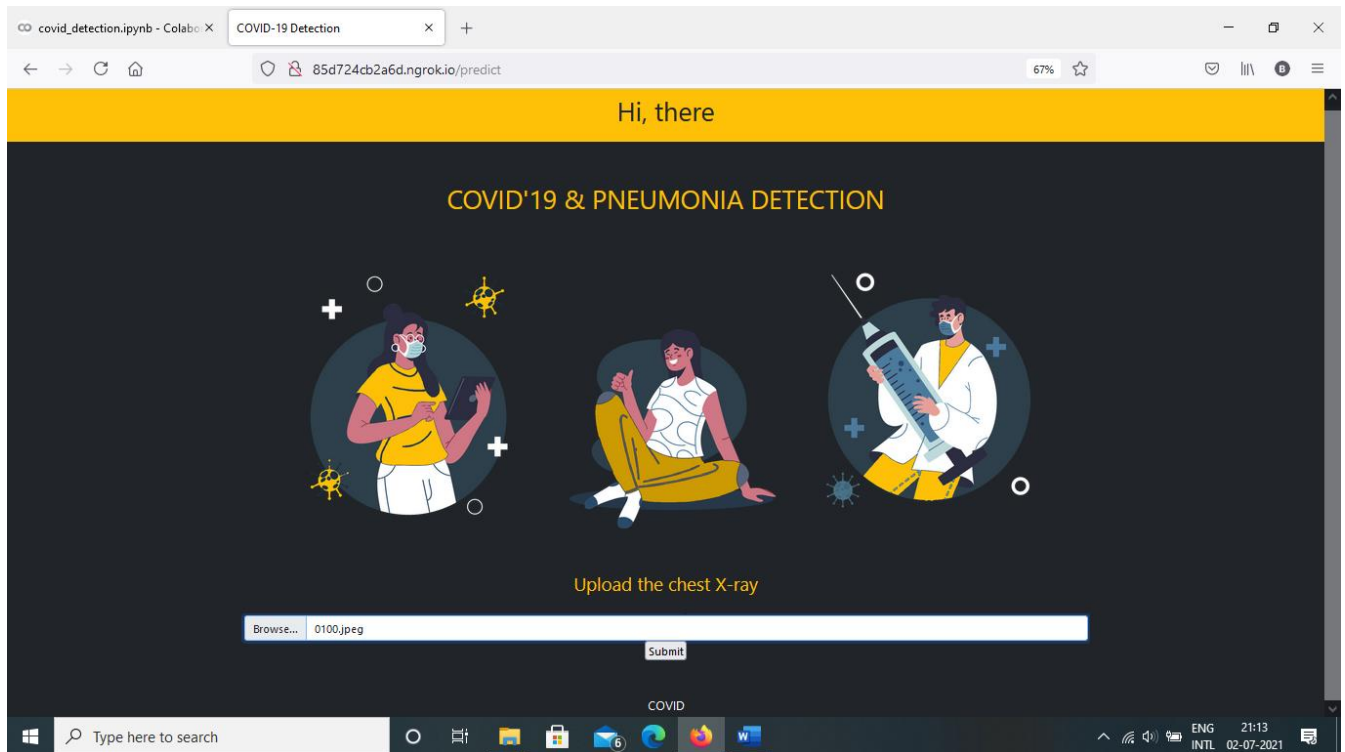 covid_detection.ipynb - Colabo
COVID-19 Detection
85d724cb2a6d.ngrok.io/predict
67%
B
Hi, there
COVID'19 & PNEUMONIA DETECTION
Upload the chest X-ray
Browse... 0100.jpeg
Submit
COVID
Type here to search
6
W
ENG 21:13
INTL 02-07-2021